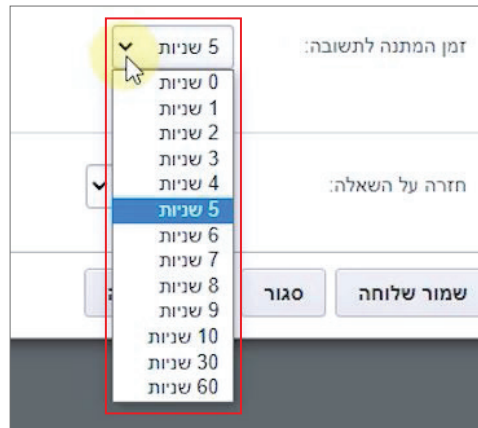 זמן המתנה לתשובה:
5 שניות
0 שניות
1 שניות
2 שניות
3 שניות
4 שניות
חזרה על השאלה:
5 שניות
6 שניות
7 שניות
8 שניות
9 שניות
10 שניות
30 שניות
60 שניות
שמור שלוחה
סגור